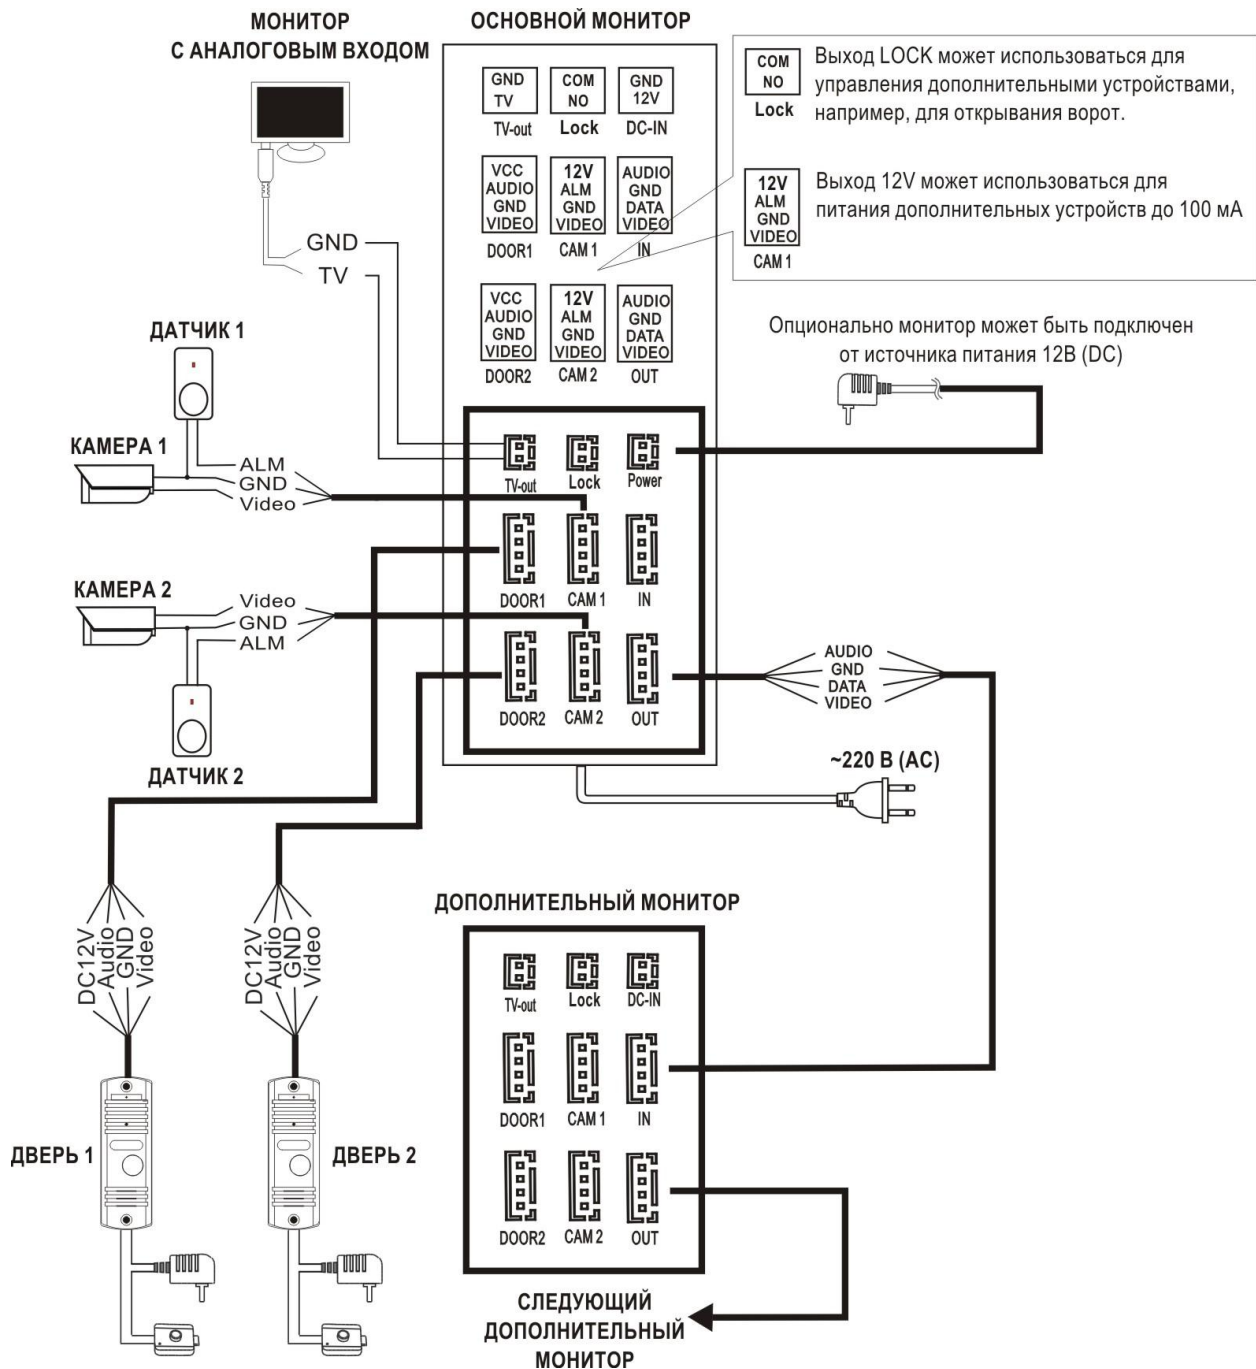 МОНИТОР
С АНАЛОГОВЫМ ВХОДОМ
ОСНОВНОЙ МОНИТОР
GND
TV
TV-out
COM
NO
Lock
GND
12V
DC-IN
VCC
AUDIO
GND
VIDEO
DOOR1
12V
ALM
GND
VIDEO
CAM 1
AUDIO
GND
DATA
VIDEO
IN
VCC
AUDIO
GND
VIDEO
DOOR2
12V
ALM
GND
VIDEO
CAM 2
AUDIO
GND
DATA
VIDEO
OUT
COM
NO
Lock
Выход LOCK может использоваться для
управления дополнительными устройствами,
например, для открывания ворот.
12V
ALM
GND
VIDEO
CAM 1
Выход 12V может использоваться для
питания дополнительных устройств до 100 мА
GND
TV
Опционально монитор может быть подключен
от источника питания 12В (DC)
ДАТЧИК 1
КАМЕРА 1
ALM
GND
Video
КАМЕРА 2
Video
GND
ALM
ДАТЧИК 2
TV-out
Lock
Power
DOOR1
CAM 1
IN
DOOR2
CAM 2
OUT
AUDIO
GND
DATA
VIDEO
~220 В (AC)
DC12V
Audio
GND
Video
DC12V
Audio
GND
Video
ДВЕРЬ 1
ДВЕРЬ 2
ДОПОЛНИТЕЛЬНЫЙ МОНИТОР
TV-out
Lock
DC-IN
DOOR1
CAM 1
IN
DOOR2
CAM 2
OUT
СЛЕДУЮЩИЙ
ДОПОЛНИТЕЛЬНЫЙ
МОНИТОР